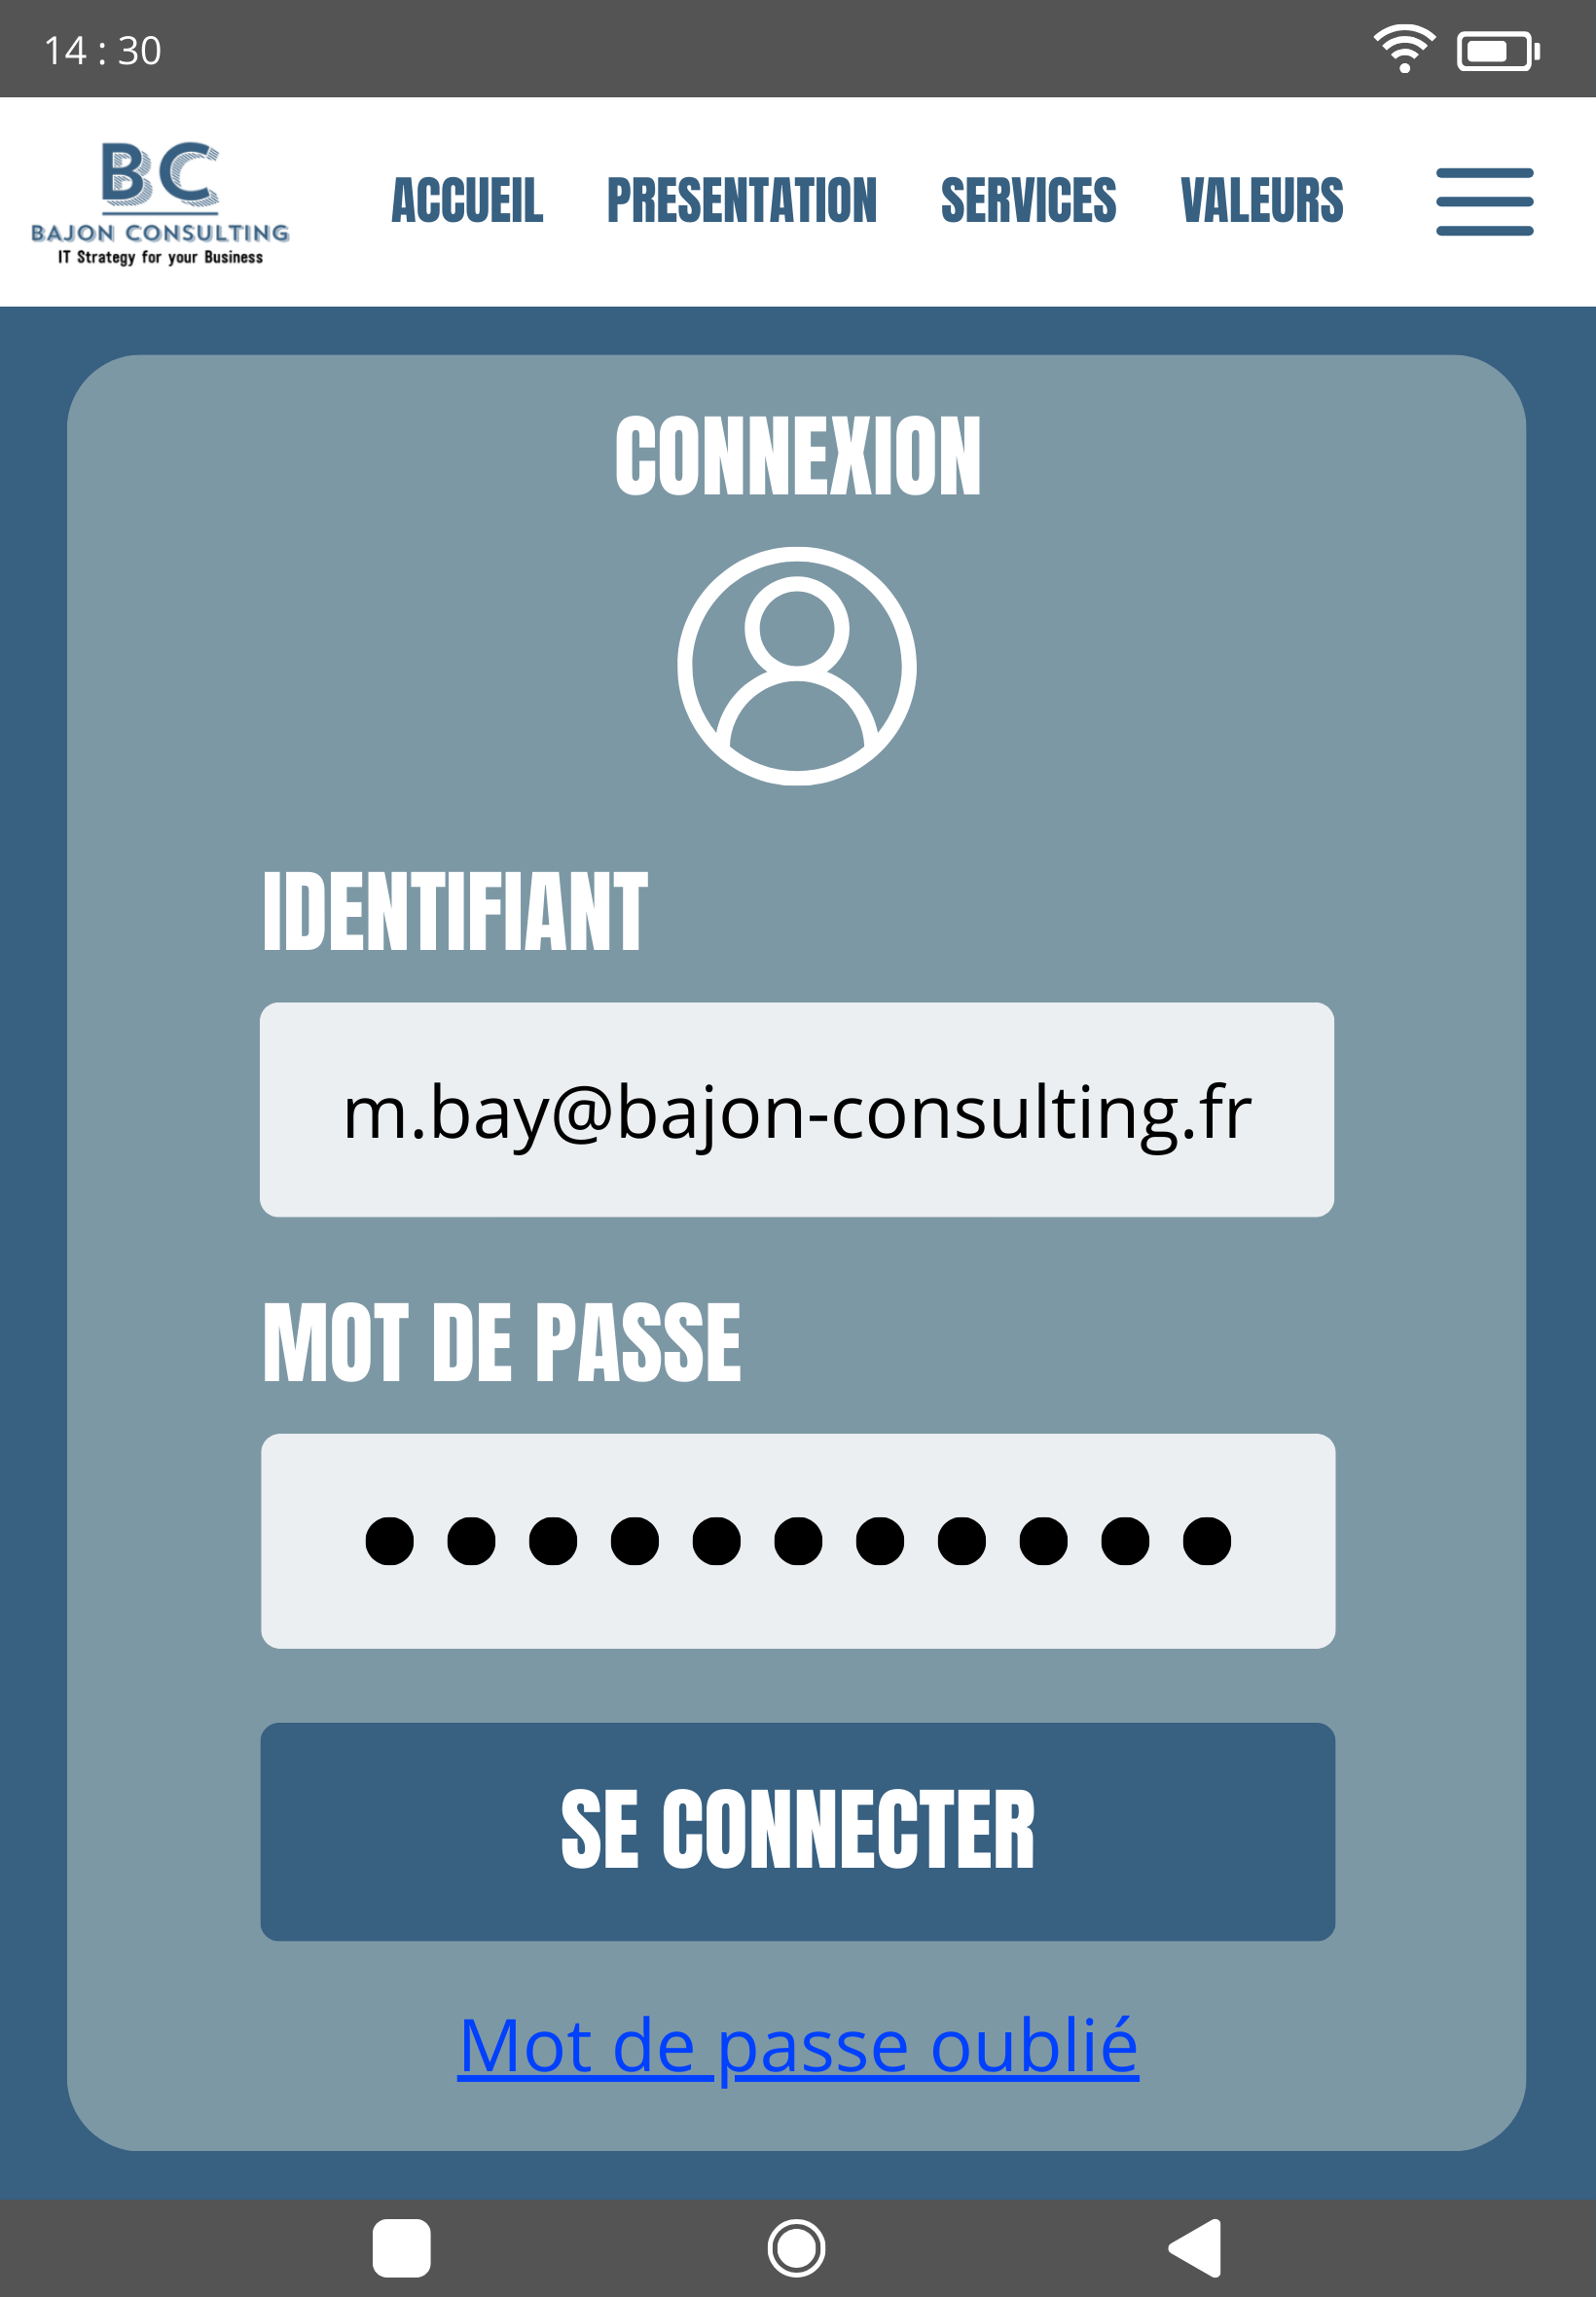 14 : 30
BC
BAJON CONSULTING
IT Strategy for your Business
ACCUEIL PRESENTATION SERVICES VALEURS
CONNEXION
IDENTIFIANT
m.bay@bajon-consulting.fr
MOT DE PASSE
SE CONNECTER
Mot de passe oublié